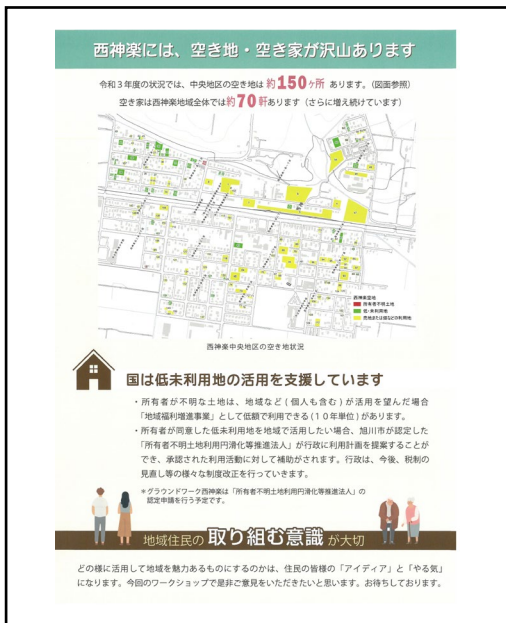 西神楽には、空き地・空き家が沢山あります
令和３年度の状況では、中央地区の空き地は 約150ヶ所 あります。(図面参照)
空き家は西神楽地域全体では約70軒あります（さらに増え続けています）
西神楽空地
所有者不明土地
低・未利用地
西神楽中央地区の空き地状況
国は低未利用地の活用を支援しています
・所有者が不明な土地は、地域など(個人も含む)が活用を望んだ場合
「地域福利増進事業」として低額で利用できる(１０年単位)があります。
・所有者が同意した低未利用地を地域で活用したい場合、旭川市が認定した
「所有者不明土地利用円滑化等推進法人」が行政に利用計画を提案することが
でき、承認された利用活動に対して補助がされます。行政は、今後、税制の
見直し等の様々な制度改正を行っていきます。
＊グラウンドワーク西神楽は「所有者不明土地利用円滑化等推進法人」の
認定申請を行う予定です。
地域住民の 取り組む意識 が大切
どの様に活用して地域を魅力あるものにするのかは、住民の皆様の「アイディア」と「やる気」
になります。今回のワークショップで是非ご意見をいただきたいと思います。お待ちしております。